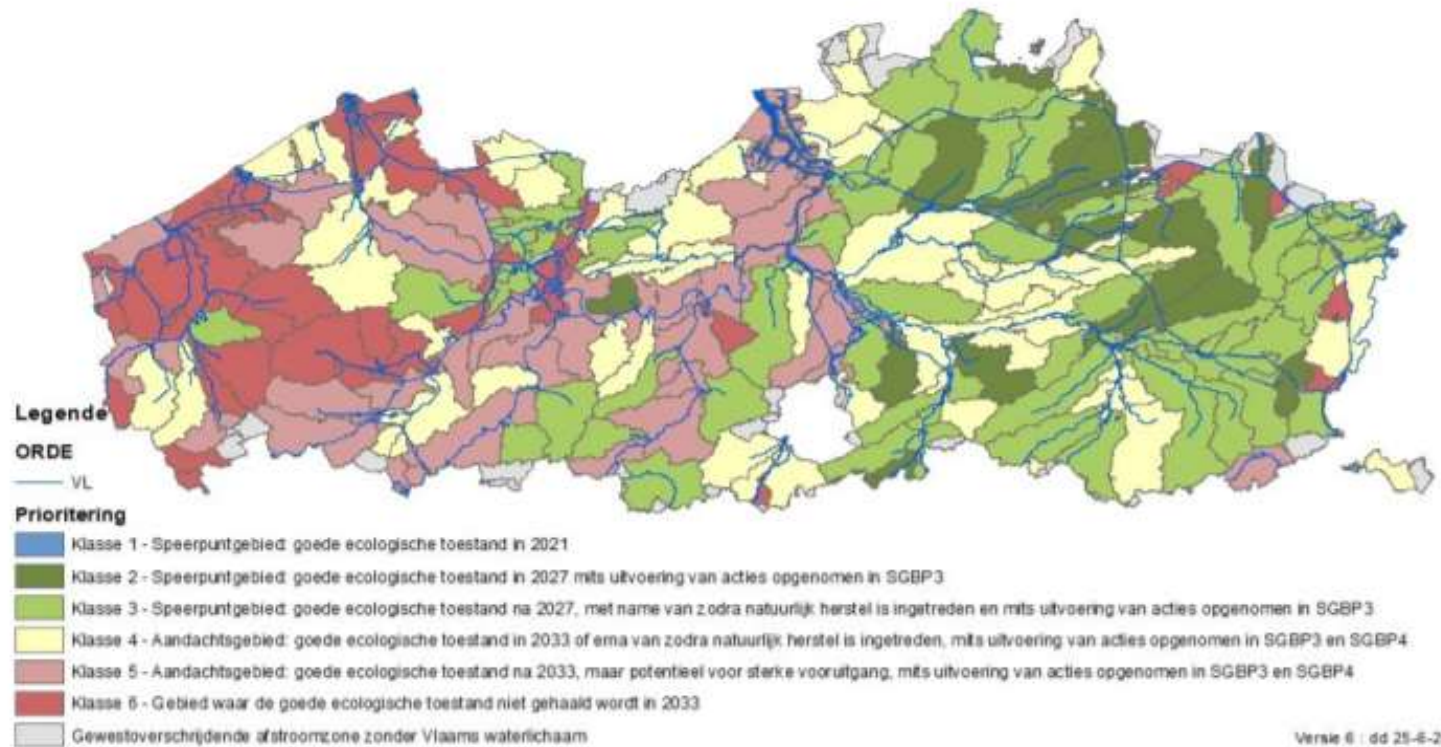 Legende
ORDE
VL
Prioritering
Klasse 1 - Speerpuntgebied: goede ecologische toestand in 2021
Klasse 2 - Speerpuntgebied: goede ecologische toestand in 2027 mits uitvoering van acties opgenomen in SGBP3
Klasse 3 - Speerpuntgebied: goede ecologische toestand na 2027, met name van zodra natuurlijk herstel is ingetreden en mits uitvoering van acties opgenomen in SGBP3
Klasse 4 - Aandachtsgebied: goede ecologische toestand in 2033 of erna van zodra natuurlijk herstel is ingetreden, mits uitvoering van acties opgenomen in SGBP3 en SGBP4
Klasse 5 - Aandachtsgebied: goede ecologische toestand na 2033, maar potentieel voor sterke vooruitgang, mits uitvoering van acties opgenomen in SGBP3 en SGBP4
Klasse 6 - Gebied waar de goede ecologische toestand niet gehaald wordt in 2033
Gewestoverschrijdende afstroomzone zonder Vlaams waterlichaam
Versie 6 : dd 25-6-2